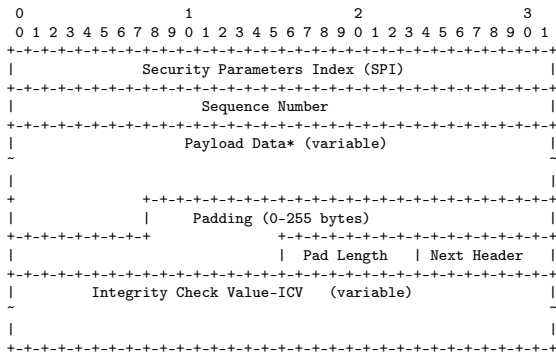 0 1 2 3
0 1 2 3 4 5 6 7 8 9 0 1 2 3 4 5 6 7 8 9 0 1 2 3 4 5 6 7 8 9 0 1
+-+-+-+-+-+-+-+-+-+-+-+-+-+-+-+-+-+-+-+-+-+-+-+-+-+-+-+-+-+-+-+-+
| Security Parameters Index (SPI) |
+-+-+-+-+-+-+-+-+-+-+-+-+-+-+-+-+-+-+-+-+-+-+-+-+-+-+-+-+-+-+-+-+
| Sequence Number |
+-+-+-+-+-+-+-+-+-+-+-+-+-+-+-+-+-+-+-+-+-+-+-+-+-+-+-+-+-+-+-+-+
| Payload Data* (variable) |
~ ~
| |
+ +-+-+-+-+-+-+-+-+-+-+-+-+-+-+-+-+-+-+-+-+-+-+-+-+
| | Padding (0-255 bytes) |
+-+-+-+-+-+-+-+-+ +-+-+-+-+-+-+-+-+-+-+-+-+-+-+-+-+
| | Pad Length | Next Header |
+-+-+-+-+-+-+-+-+-+-+-+-+-+-+-+-+-+-+-+-+-+-+-+-+-+-+-+-+-+-+-+-+
| Integrity Check Value-ICV (variable) |
~ ~
| |
+-+-+-+-+-+-+-+-+-+-+-+-+-+-+-+-+-+-+-+-+-+-+-+-+-+-+-+-+-+-+-+-+